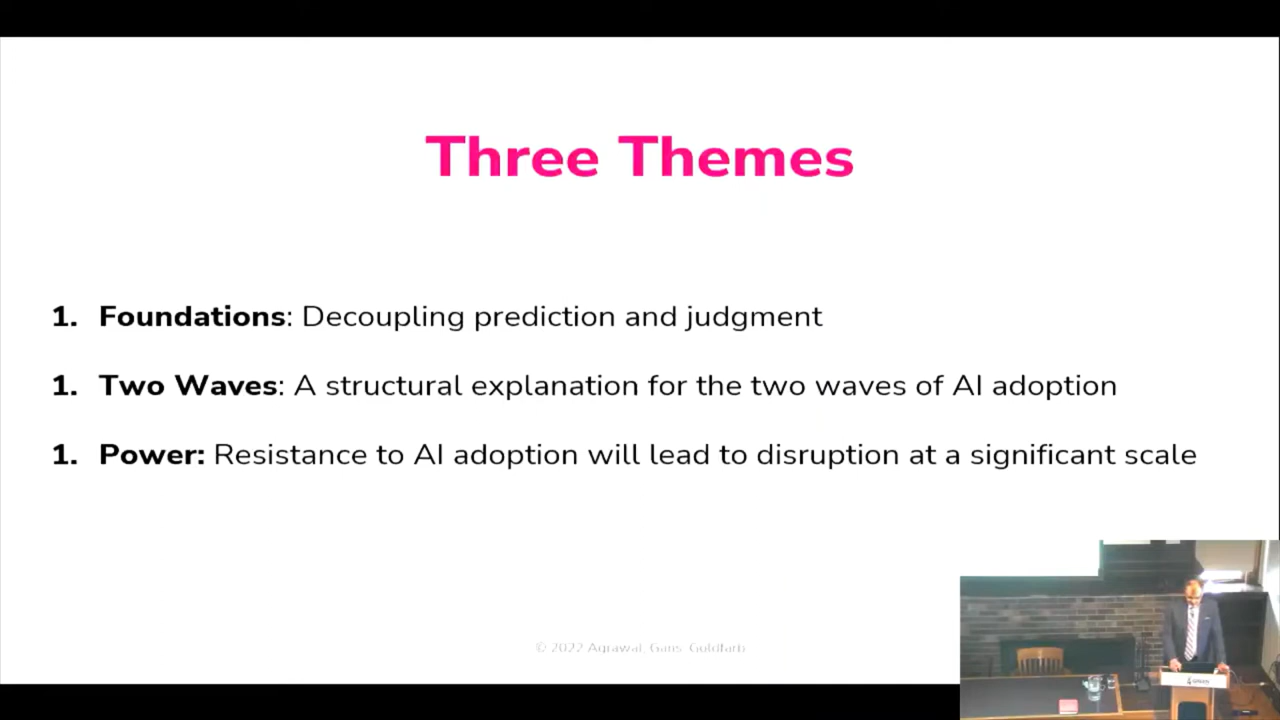 Three Themes
1. Foundations: Decoupling prediction and judgment
1. Two Waves: A structural explanation for the two waves of AI adoption
1. Power: Resistance to AI adoption will lead to disruption at a significant scale
© 2022 Agrawal, Gans, Goldfarb